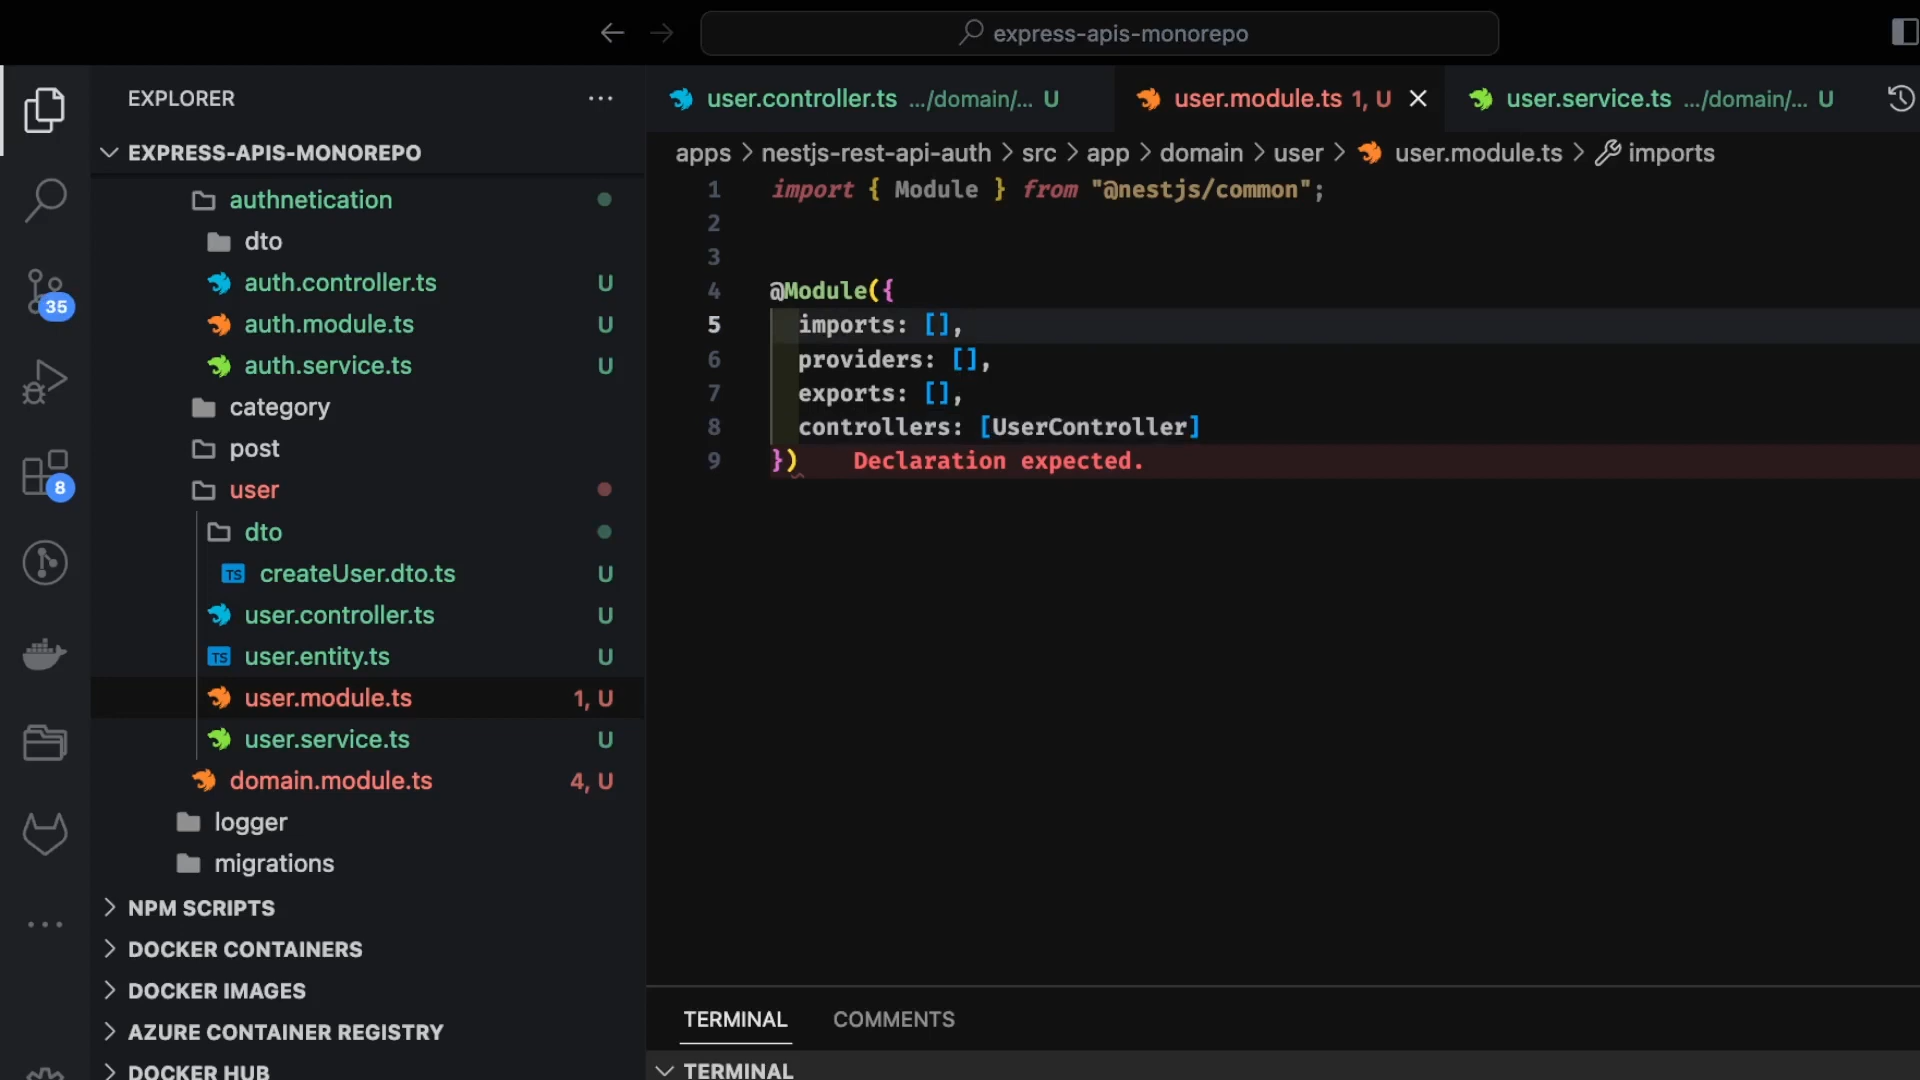 express-apis-monorepo
EXPLORER
EXPRESS-APIS-MONOREPO
authnetication
dto
auth.controller.ts U
auth.module.ts U
auth.service.ts U
category
post
user
dto
TS createUser.dto.ts U
user.controller.ts U
TS user.entity.ts U
user.module.ts 1, U
user.service.ts U
domain.module.ts 4, U
logger
migrations
NPM SCRIPTS
DOCKER CONTAINERS
DOCKER IMAGES
AZURE CONTAINER REGISTRY
DOCKER HUB
35
8
user.controller.ts .../domain/... U
user.module.ts 1, U
user.service.ts .../domain/... U
apps > nestjs-rest-api-auth > src > app > domain > user > user.module.ts > imports
1 import { Module } from "@nestjs/common";
2
3
4 @Module({
5 imports: [],
6 providers: [],
7 exports: [],
8 controllers: [UserController]
9 }) Declaration expected.
TERMINAL COMMENTS
TERMINAL